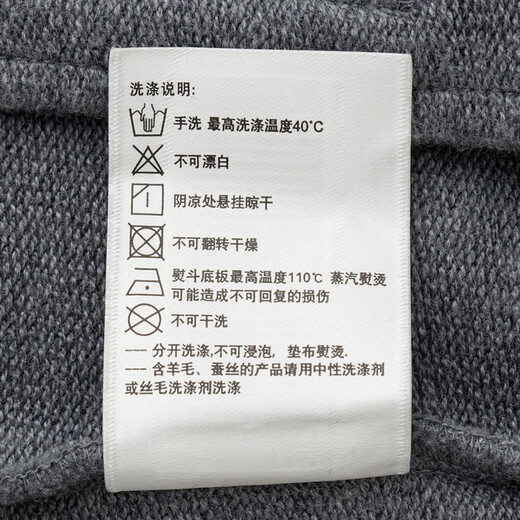 洗涤说明:
手洗 最高洗涤温度40°C
不可漂白
阴凉处悬挂晾干
不可翻转干燥
熨斗底板最高温度110℃ 蒸汽熨烫
可能造成不可回复的损伤
不可干洗
--- 分开洗涤,不可浸泡, 垫布熨烫.
--- 含羊毛、蚕丝的产品请用中性洗涤剂
或丝毛洗涤剂洗涤